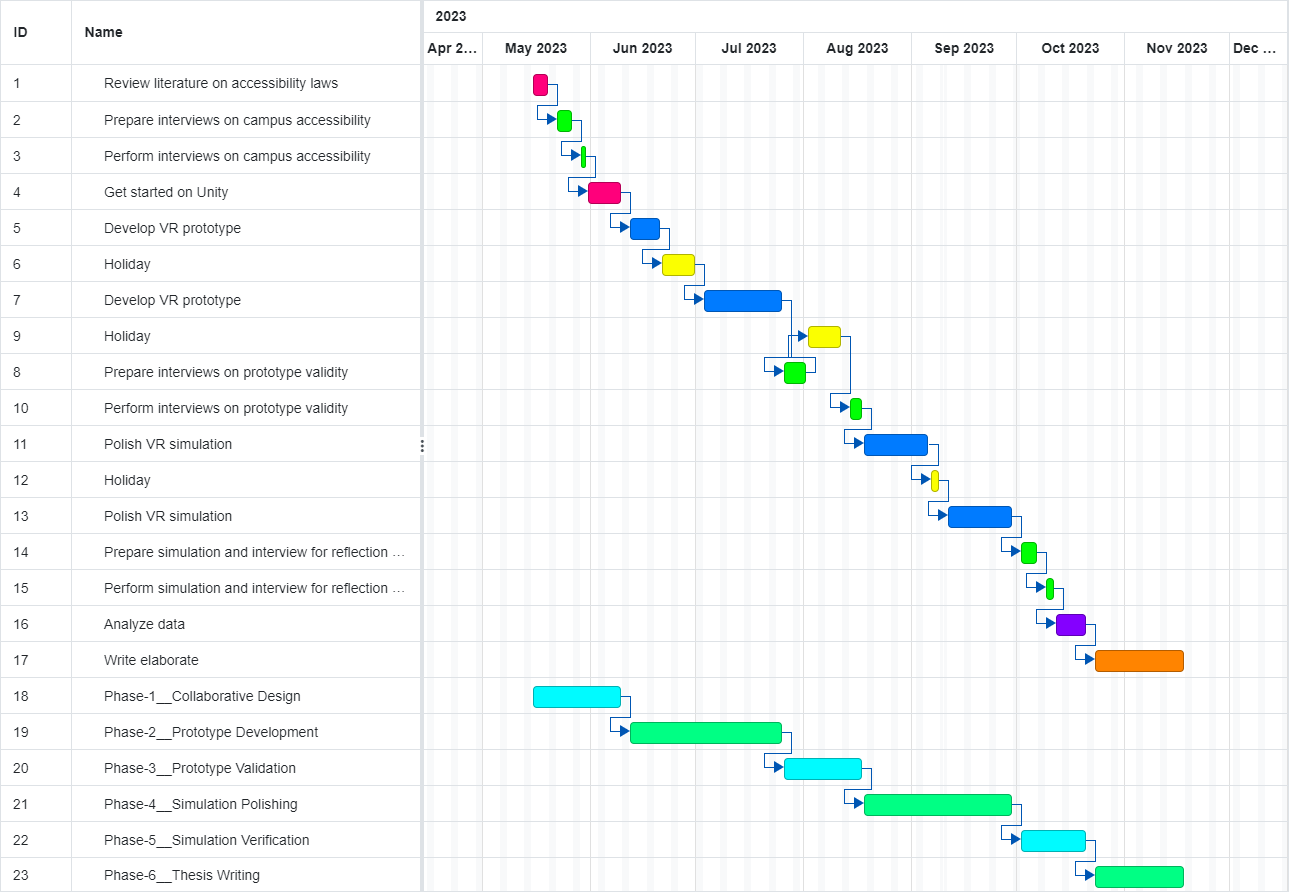 2023
ID Name
Apr 2... May 2023 Jun 2023 Jul 2023 Aug 2023 Sep 2023 Oct 2023 Nov 2023 Dec ...
1 Review literature on accessibility laws
2 Prepare interviews on campus accessibility
3 Perform interviews on campus accessibility
4 Get started on Unity
5 Develop VR prototype
6 Holiday
7 Develop VR prototype
9 Holiday
8 Prepare interviews on prototype validity
10 Perform interviews on prototype validity
11 Polish VR simulation
12 Holiday
13 Polish VR simulation
14 Prepare simulation and interview for reflection ...
15 Perform simulation and interview for reflection ...
16 Analyze data
17 Write elaborate
18 Phase-1__Collaborative Design
19 Phase-2__Prototype Development
20 Phase-3__Prototype Validation
21 Phase-4__Simulation Polishing
22 Phase-5__Simulation Verification
23 Phase-6__Thesis Writing